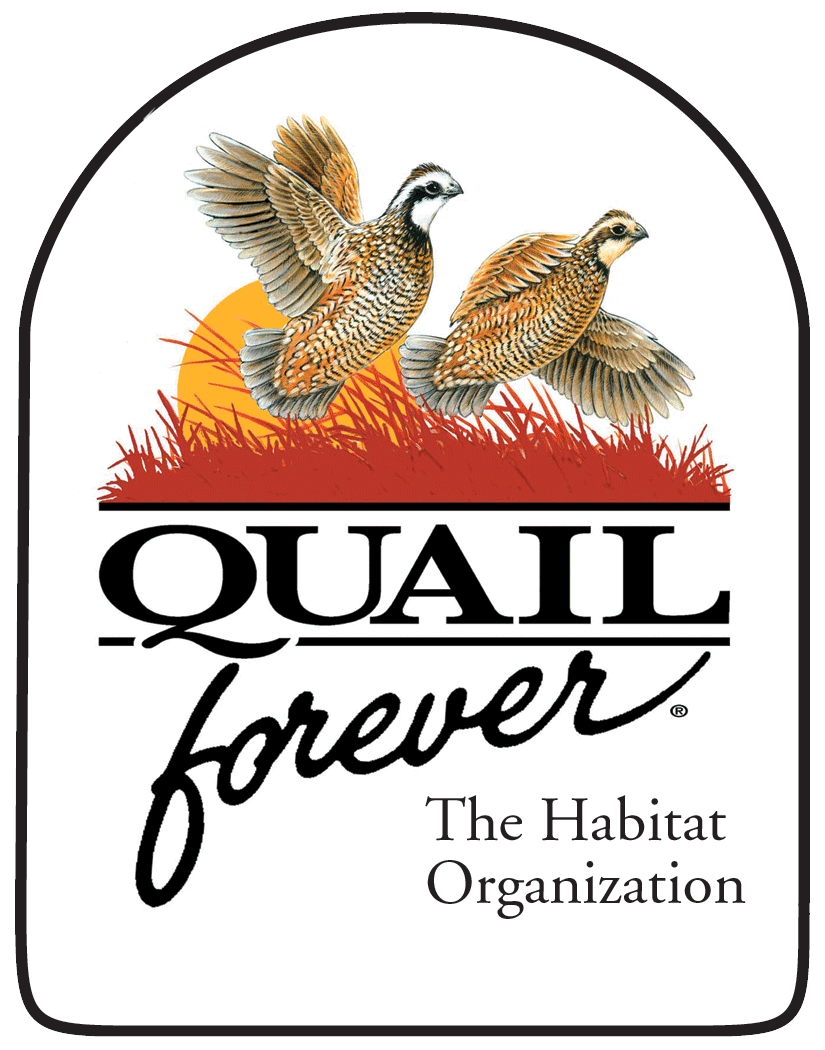 QUAIL
forever®
The Habitat
Organization